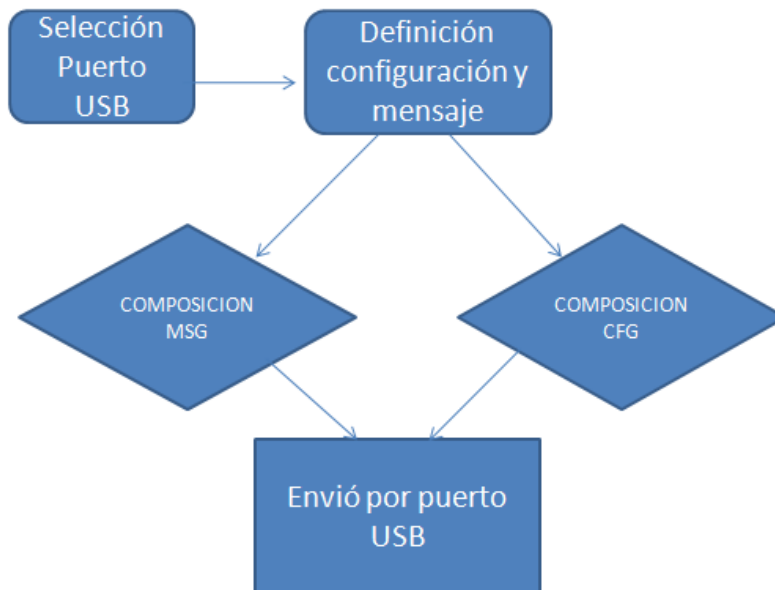 Selección
Puerto
USB
Definición
configuración y
mensaje
COMPOSICION
MSG
COMPOSICION
CFG
Envió por puerto
USB